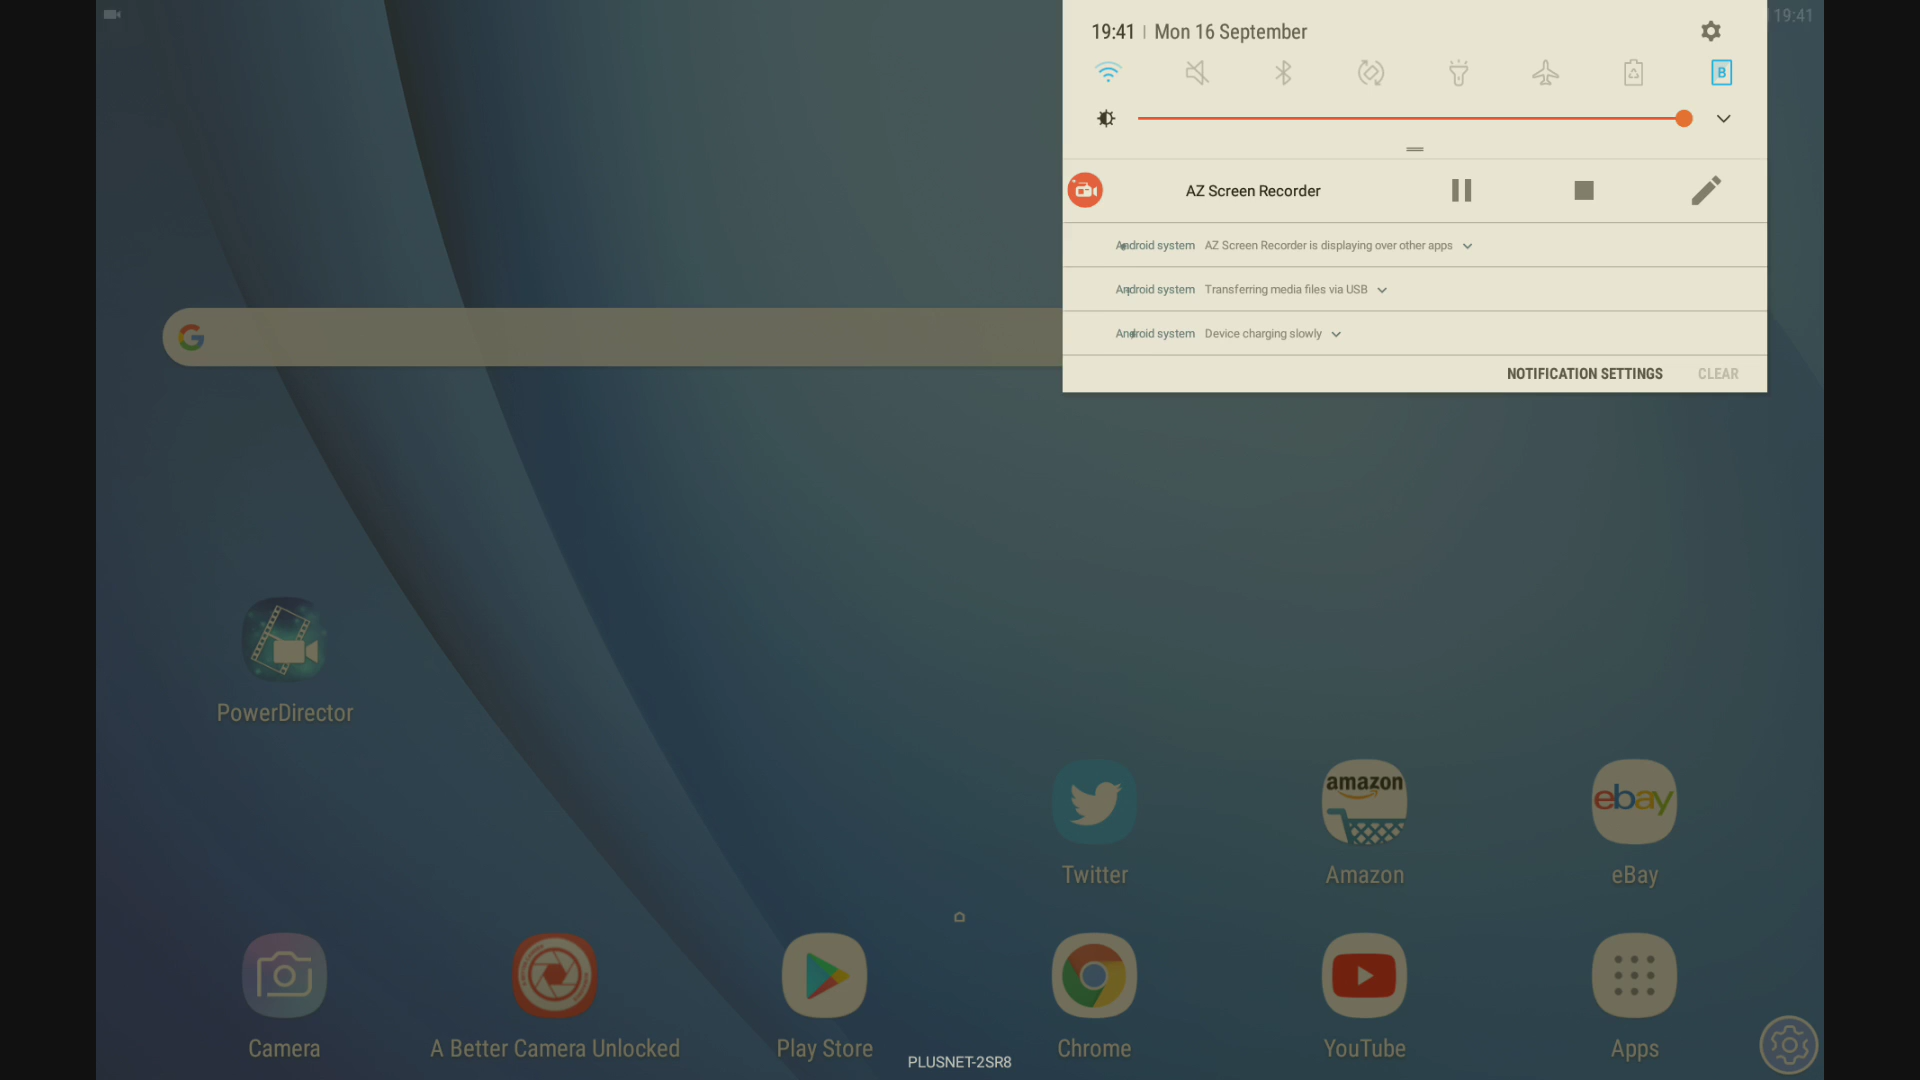 19:41
19:41 | Mon 16 September
B
AZ Screen Recorder
Android system AZ Screen Recorder is displaying over other apps
Android system Transferring media files via USB
Android system Device charging slowly
NOTIFICATION SETTINGS CLEAR
G
PowerDirector
amazon
ebay
Twitter
Amazon
eBay
Camera
A Better Camera Unlocked
Play Store
Chrome
YouTube
Apps
PLUSNET-2SR8